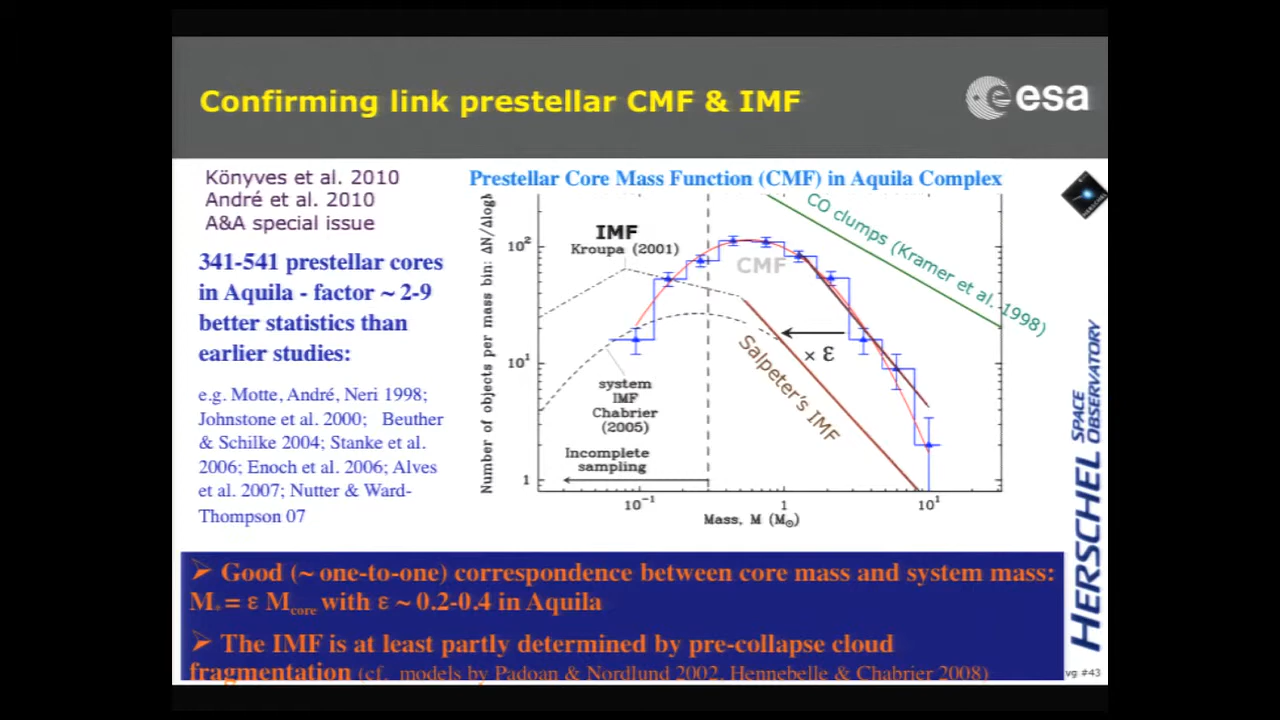 Confirming link prestellar CMF & IMF
esa
Könyves et al. 2010
André et al. 2010
A&A special issue
341-541 prestellar cores
in Aquila - factor ~ 2-9
better statistics than
earlier studies:
e.g. Motte, André, Neri 1998;
Johnstone et al. 2000; Beuther
& Schilke 2004; Stanke et al.
2006; Enoch et al. 2006; Alves
et al. 2007; Nutter & Ward-
Thompson 07
Prestellar Core Mass Function (CMF) in Aquila Complex
Number of objects per mass bin: ΔN/Δlog
10²
10¹
1
IMF
Kroupa (2001)
CMF
CO clumps (Kramer et al. 1998)
× ε
Salpeter's IMF
system
IMF
Chabrier
(2005)
Incomplete
sampling
10⁻¹
1
10¹
Mass, M (M⊙)
HERSCHEL
HERSCHEL SPACE OBSERVATORY
➢ Good (~ one-to-one) correspondence between core mass and system mass:
M* = ε Mcore with ε ~ 0.2-0.4 in Aquila
➢ The IMF is at least partly determined by pre-collapse cloud
fragmentation (cf. models by Padoan & Nordlund 2002, Hennebelle & Chabrier 2008)
vg #43